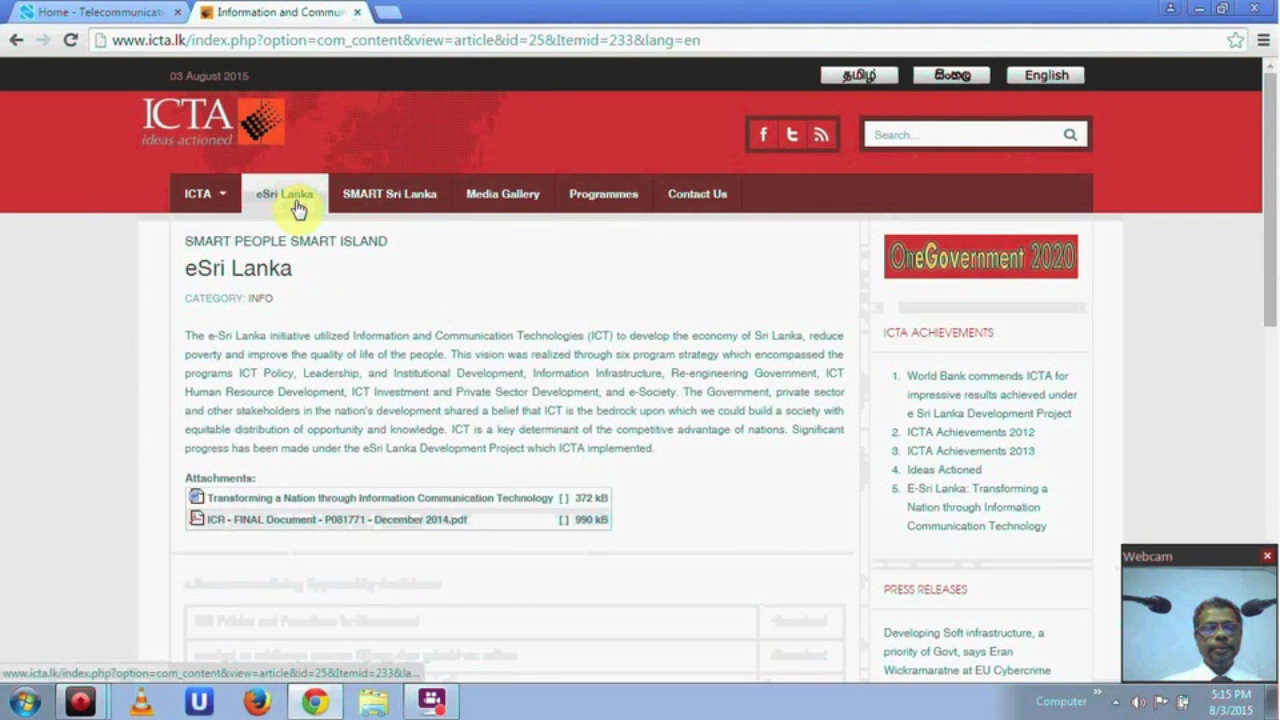 Home - Telecommunicati
Information and Commun
www.icta.lk/index.php?option=com_content&view=article&id=25&Itemid=233&lang=en
03 August 2015
தமிழ்
සිංහල
English
ICTA
ideas actioned
Search...
ICTA
eSri Lanka
SMART Sri Lanka
Media Gallery
Programmes
Contact Us
SMART PEOPLE SMART ISLAND
eSri Lanka
CATEGORY: INFO
The e-Sri Lanka initiative utilized Information and Communication Technologies (ICT) to develop the economy of Sri Lanka, reduce
poverty and improve the quality of life of the people. This vision was realized through six program strategy which encompassed the
programs ICT Policy, Leadership, and Institutional Development, Information Infrastructure, Re-engineering Government, ICT
Human Resource Development, ICT Investment and Private Sector Development, and e-Society. The Government, private sector
and other stakeholders in the nation's development shared a belief that ICT is the bedrock upon which we could build a society with
equitable distribution of opportunity and knowledge. ICT is a key determinant of the competitive advantage of nations. Significant
progress has been made under the eSri Lanka Development Project which ICTA implemented.
Attachments:
Transforming a Nation through Information Communication Technology [ ] 372 kB
ICR - FINAL Document - P081771 - December 2014.pdf [ ] 990 kB
OneGovernment 2020
ICTA ACHIEVEMENTS
1. World Bank commends ICTA for
impressive results achieved under
e Sri Lanka Development Project
2. ICTA Achievements 2012
3. ICTA Achievements 2013
4. Ideas Actioned
5. E-Sri Lanka: Transforming a
Nation through Information
Communication Technology
PRESS RELEASES
Developing Soft infrastructure, a
priority of Govt, says Eran
Wickramaratne at EU Cybercrime
Webcam
www.icta.lk/index.php?option=com_content&view=article&id=25&Itemid=233&la...
Computer
5:15 PM
8/3/2015